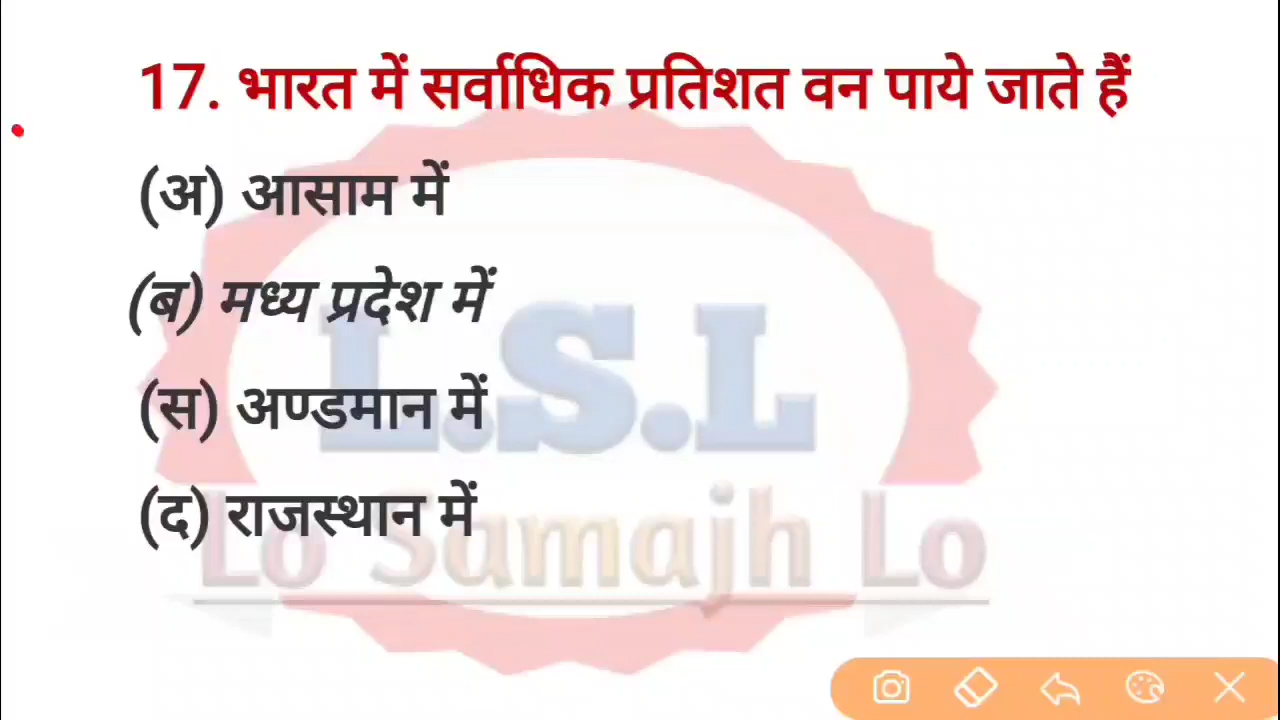 17. भारत में सर्वाधिक प्रतिशत वन पाये जाते हैं
(अ) आसाम में
(ब) मध्य प्रदेश में
(स) अण्डमान में
(द) राजस्थान में
L.S.L
Lo Samajh Lo